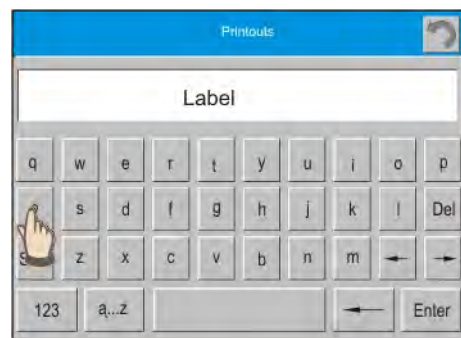 Printouts
Label
q w e r t y u i o p
s d f g h j k l Del
z x c v b n m
123 ą...z Enter